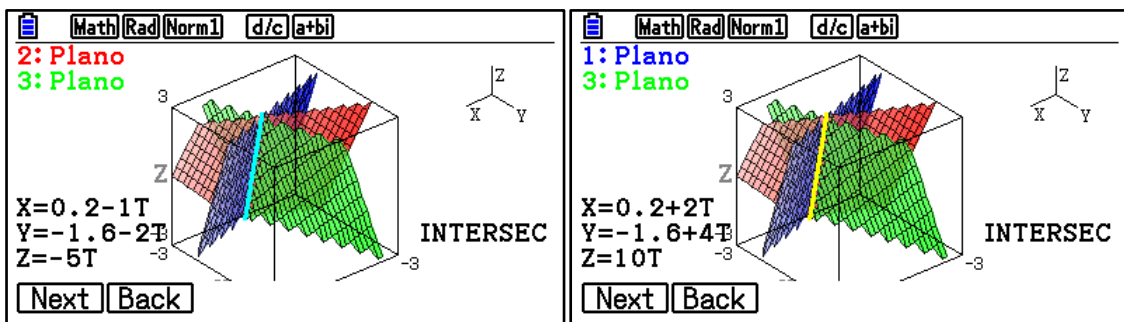 Math Rad Norm1 d/c a+bi
2: Plano
3: Plano
Z
X Y
3
Z
X=0.2-1T
Y=-1.6-2T
-3
Z=-5T
-3
-3
INTERSEC
Next Back
Math Rad Norm1 d/c a+bi
1: Plano
3: Plano
Z
X Y
3
Z
X=0.2+2T
Y=-1.6+4T
-3
Z=10T
-3
INTERSEC
Next Back